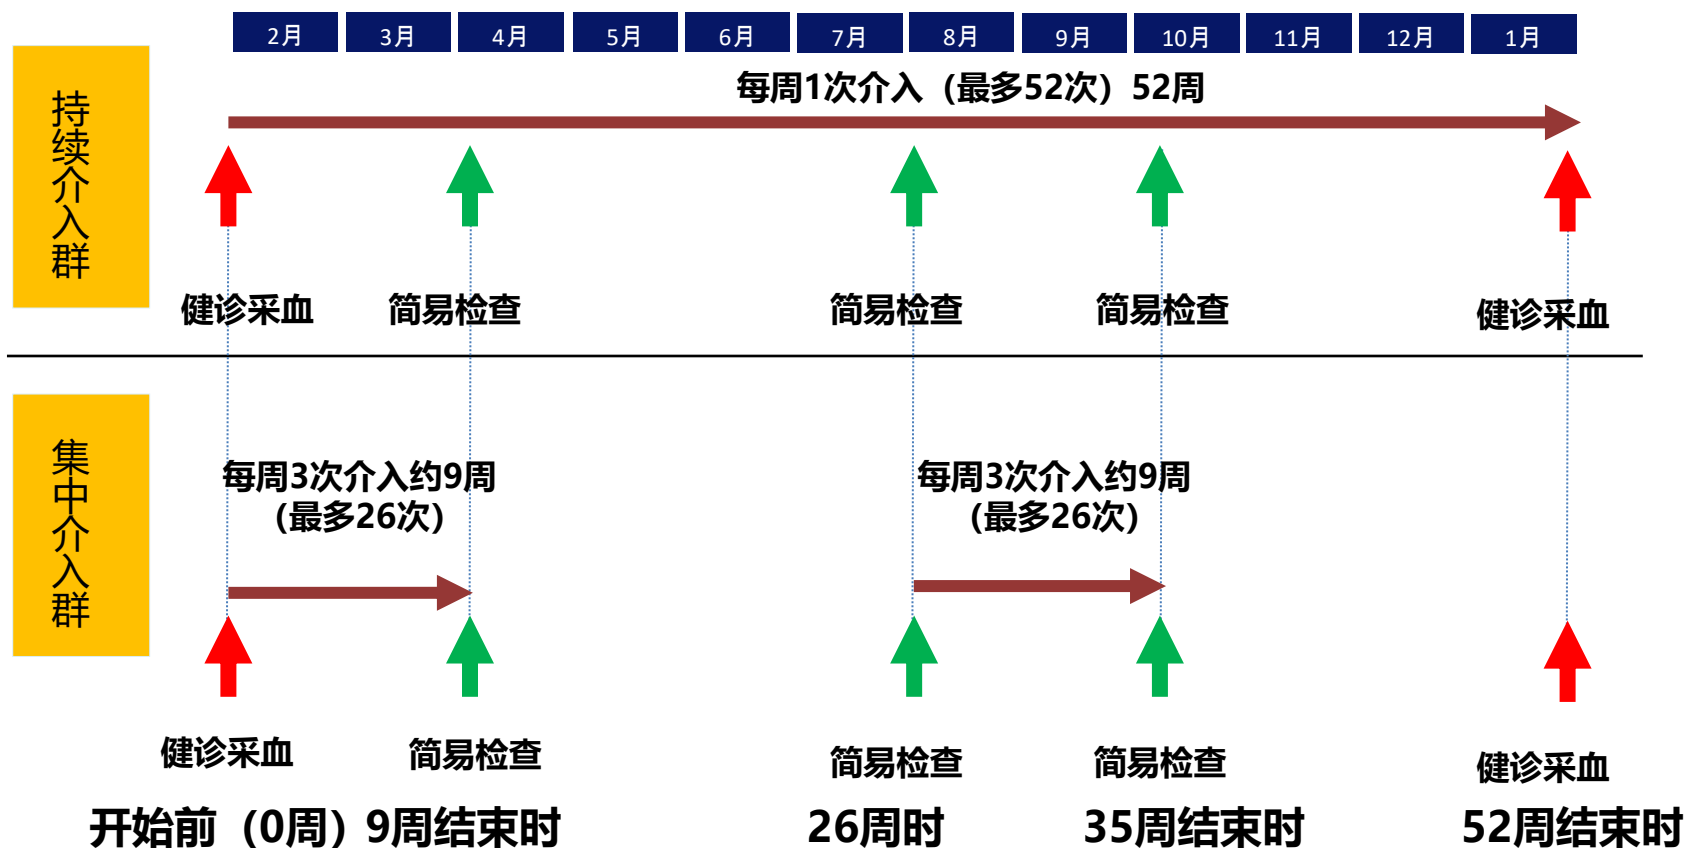 2月 3月 4月 5月 6月 7月 8月 9月 10月 11月 12月 1月
持续介入群
每周1次介入（最多52次）52周
健诊采血 简易检查 简易检查 简易检查 健诊采血
集中介入群
每周3次介入约9周
（最多26次）
每周3次介入约9周
（最多26次）
健诊采血 简易检查 简易检查 简易检查 健诊采血
开始前（0周）9周结束时 26周时 35周结束时 52周结束时